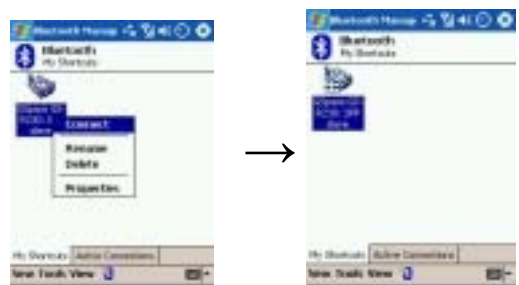 Bluetooth Manager
Bluetooth
My Shortcuts
Connect
Rename
Delete
Properties
My Shortcuts Active Connections
New Tools View
Bluetooth Manager
Bluetooth
My Shortcuts
My Shortcuts Active Connections
New Tools View